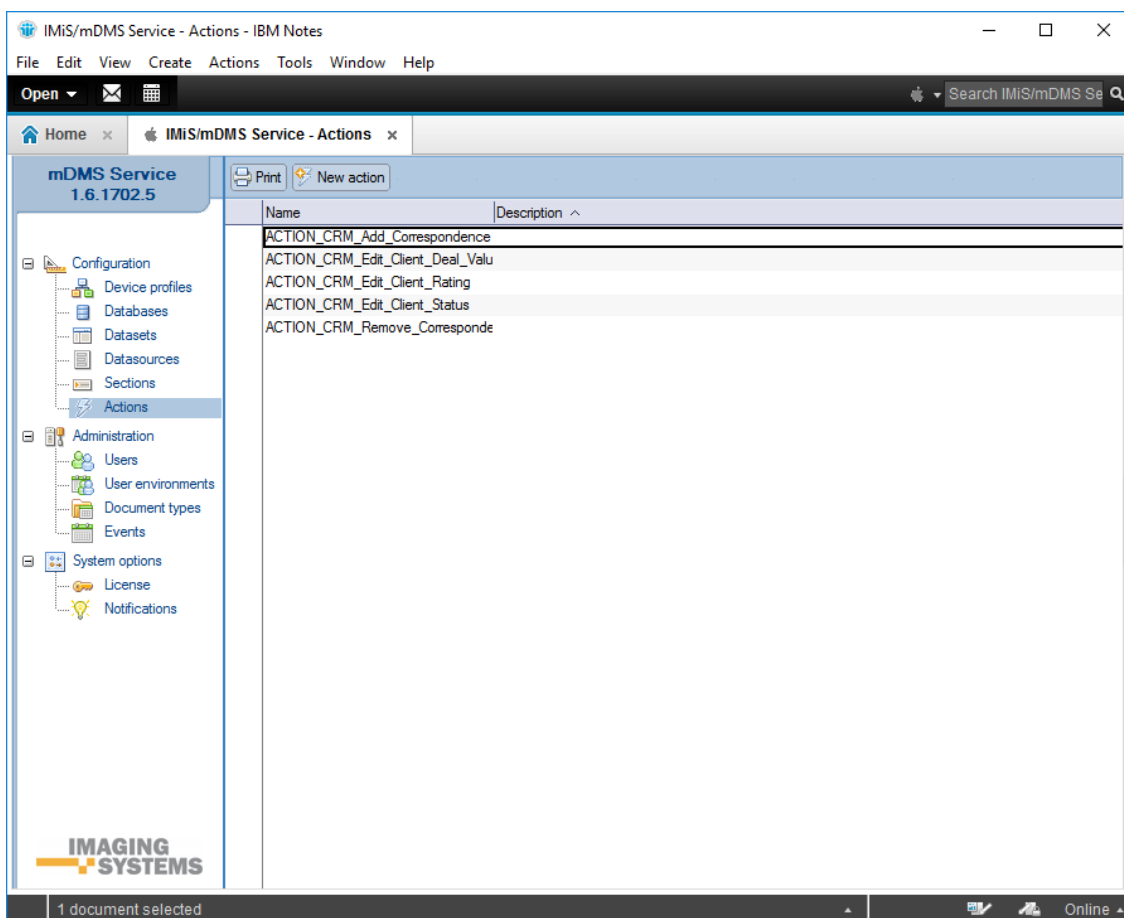 IMiS/mDMS Service - Actions - IBM Notes
File Edit View Create Actions Tools Window Help
Open Search IMiS/mDMS Se
Home IMiS/mDMS Service - Actions
mDMS Service
1.6.1702.5
Print New action
Name Description
ACTION_CRM_Add_Correspondence
ACTION_CRM_Edit_Client_Deal_Valu
ACTION_CRM_Edit_Client_Rating
ACTION_CRM_Edit_Client_Status
ACTION_CRM_Remove_Corresponde
Configuration
Device profiles
Databases
Datasets
Datasources
Sections
Actions
Administration
Users
User environments
Document types
Events
System options
License
Notifications
IMAGING
SYSTEMS
1 document selected Online